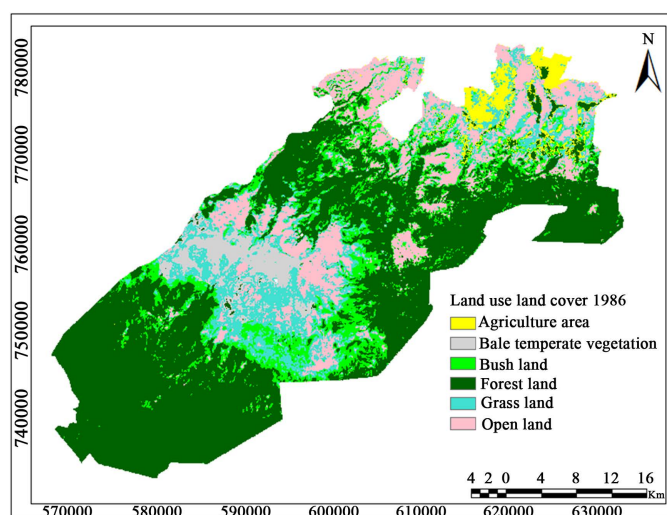 N
780000
770000
760000
750000
740000
Land use land cover 1986
Agriculture area
Bale temperate vegetation
Bush land
Forest land
Grass land
Open land
4 2 0 4 8 12 16
Km
570000 580000 590000 600000 610000 620000 630000